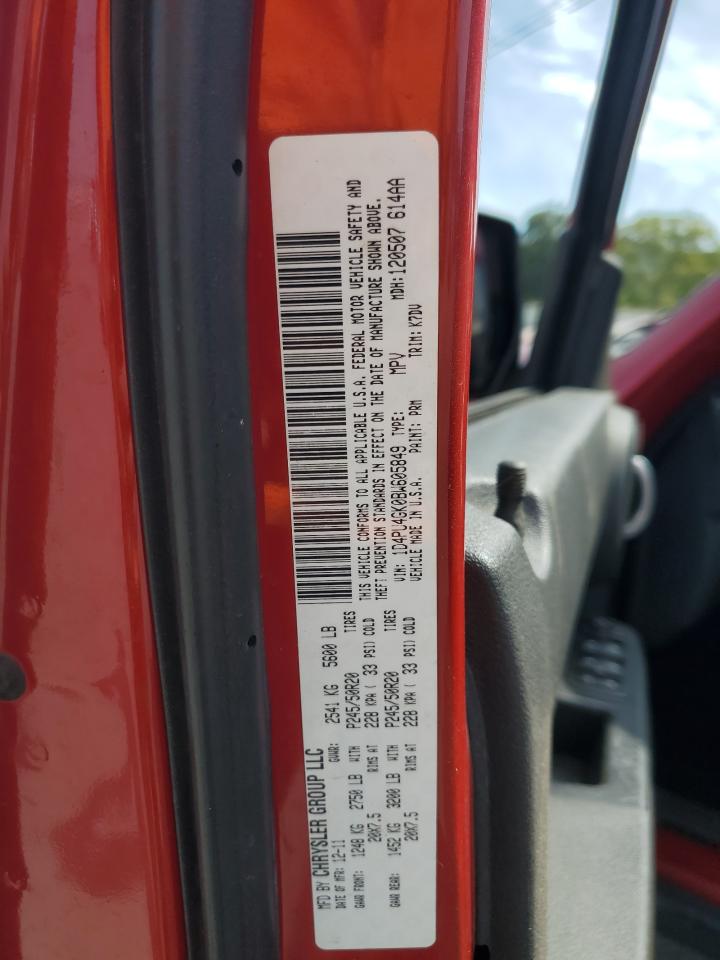 MFD BY CHRYSLER GROUP LLC
DATE OF MFR: 12-11 GVWR: 2541 KG 5600 LB
GAWR FRONT: 1248 KG 2750 LB WITH P245/50R20 TIRES
20X7.5 RIMS AT 228 KPA ( 33 PSI) COLD
GAWR REAR: 1452 KG 3200 LB WITH P245/50R20 TIRES
20X7.5 RIMS AT 228 KPA ( 33 PSI) COLD
THIS VEHICLE CONFORMS TO ALL APPLICABLE U.S.A. FEDERAL MOTOR VEHICLE SAFETY AND
THEFT PREVENTION STANDARDS IN EFFECT ON THE DATE OF MANUFACTURE SHOWN ABOVE.
VIN: 1D4PU4GK0BW605849 TYPE: MPV MDH:120507 614AA
VEHICLE MADE IN U.S.A. PAINT: PRM TRIM: K7DV